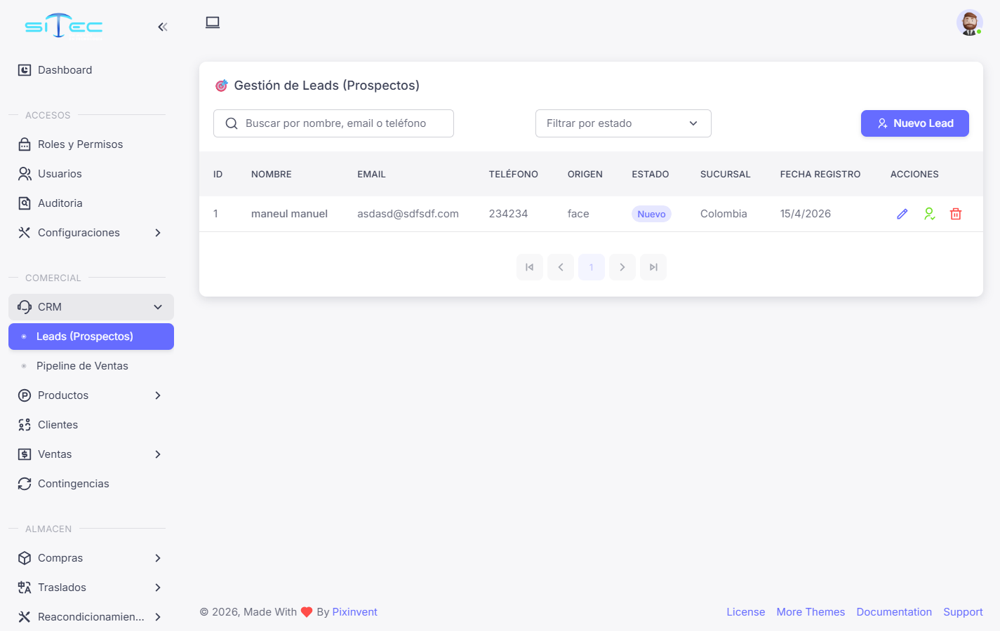 SITEC
Dashboard
ACCESOS
Roles y Permisos
Usuarios
Auditoria
Configuraciones
COMERCIAL
CRM
Leads (Prospectos)
Pipeline de Ventas
Productos
Clientes
Ventas
Contingencias
ALMACEN
Compras
Traslados
Reacondicionamien...
Gestión de Leads (Prospectos)
Buscar por nombre, email o teléfono
Filtrar por estado
Nuevo Lead
ID NOMBRE EMAIL TELÉFONO ORIGEN ESTADO SUCURSAL FECHA REGISTRO ACCIONES
1 maneul manuel asdasd@sdfsdf.com 234234 face Nuevo Colombia 15/4/2026
1
© 2026, Made With By Pixinvent
License More Themes Documentation Support